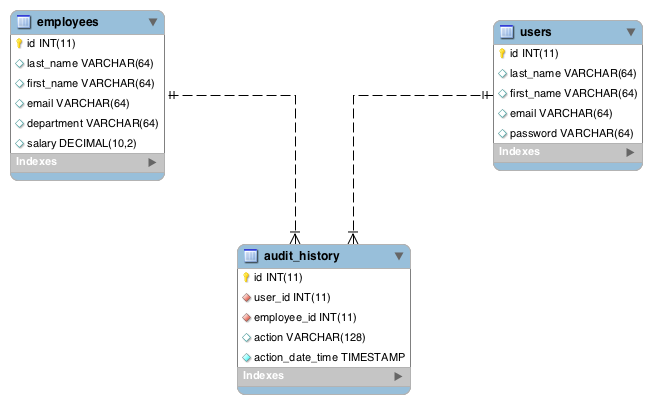 employees
id INT(11)
last_name VARCHAR(64)
first_name VARCHAR(64)
email VARCHAR(64)
department VARCHAR(64)
salary DECIMAL(10,2)
Indexes
users
id INT(11)
last_name VARCHAR(64)
first_name VARCHAR(64)
email VARCHAR(64)
password VARCHAR(64)
Indexes
audit_history
id INT(11)
user_id INT(11)
employee_id INT(11)
action VARCHAR(128)
action_date_time TIMESTAMP
Indexes